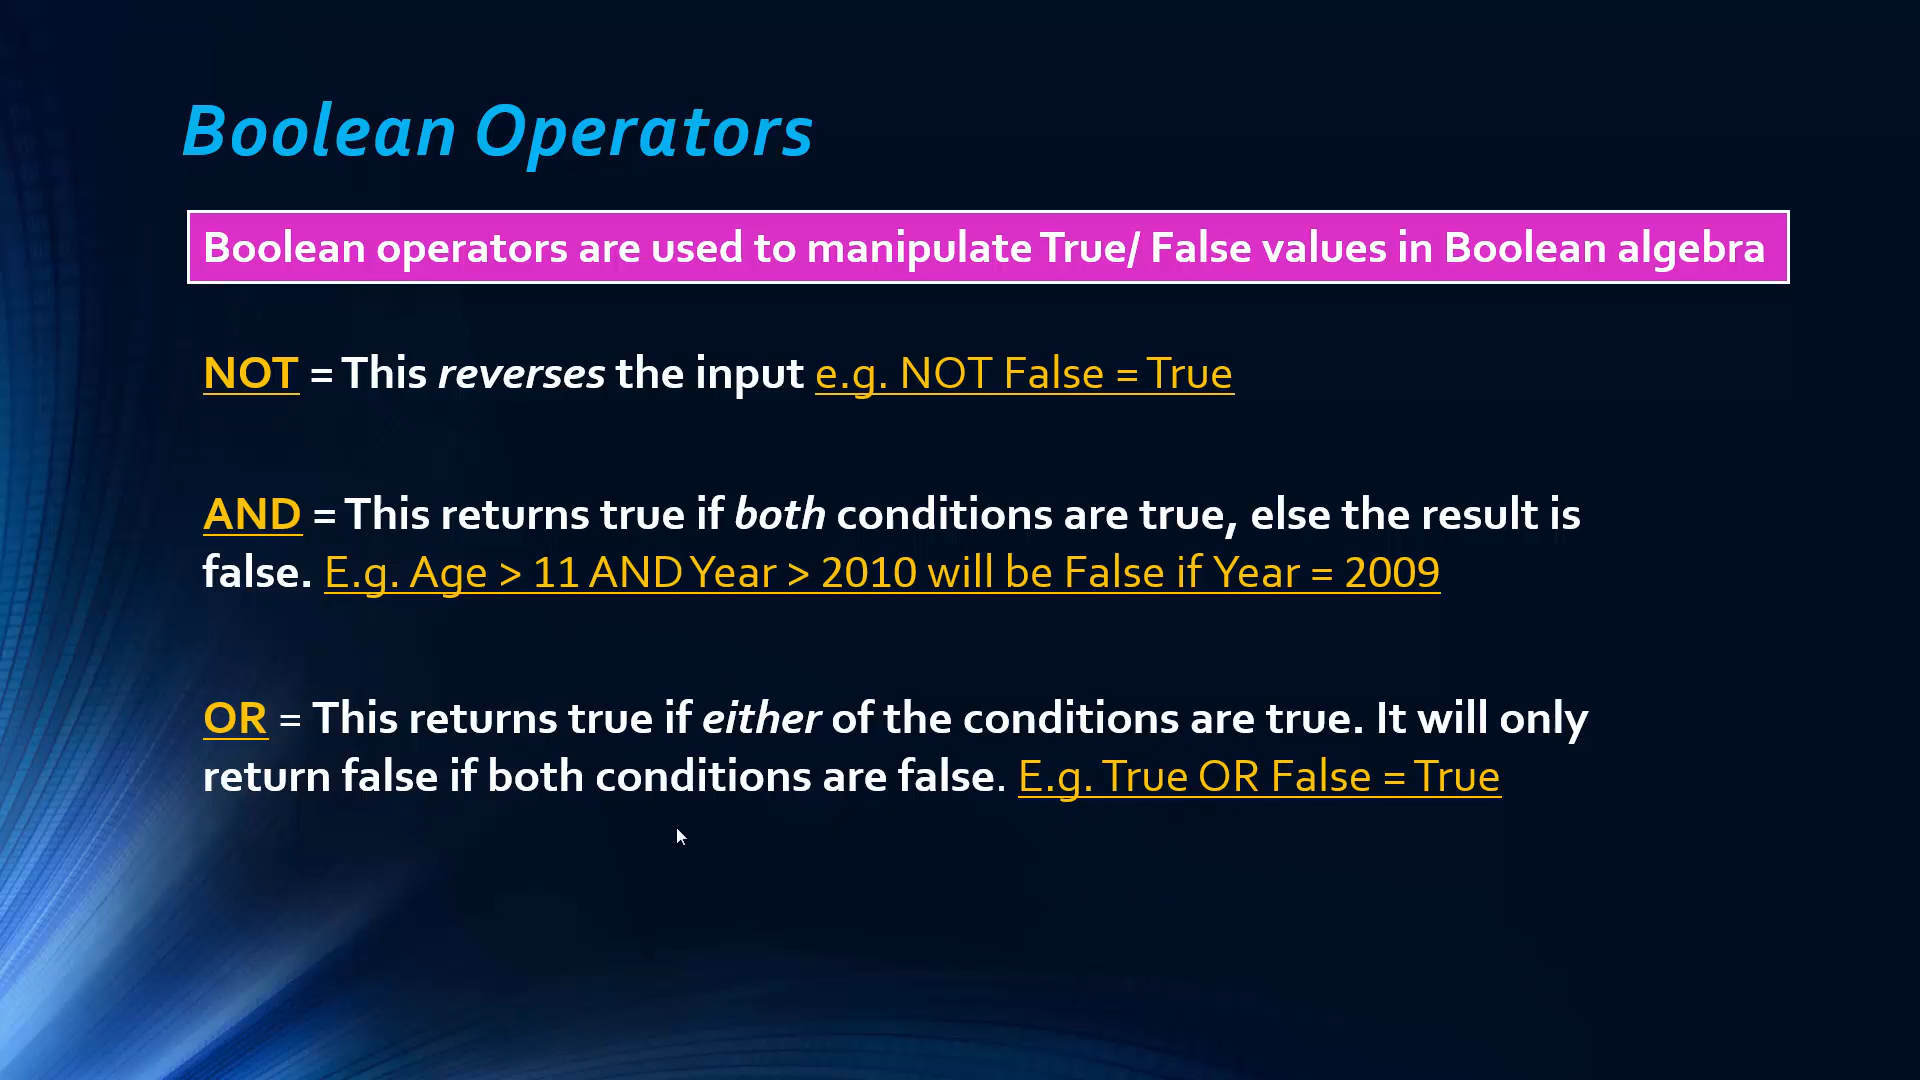 Boolean Operators
Boolean operators are used to manipulate True/ False values in Boolean algebra
NOT = This reverses the input e.g. NOT False = True
AND = This returns true if both conditions are true, else the result is
false. E.g. Age > 11 AND Year > 2010 will be False if Year = 2009
OR = This returns true if either of the conditions are true. It will only
return false if both conditions are false. E.g. True OR False = True